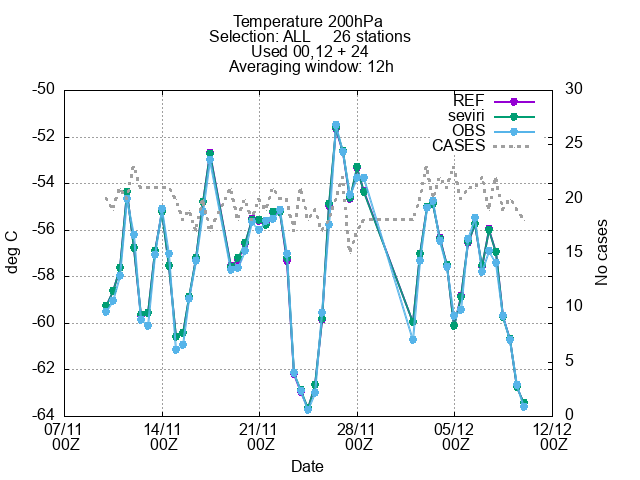 Temperature 200hPa
Selection: ALL 26 stations
Used 00,12 + 24
Averaging window: 12h
REF
seviri
OBS
CASES
-50
-52
-54
-56
-58
-60
-62
-64
deg C
30
25
20
15
10
5
0
No cases
07/11 14/11 21/11 28/11 05/12 12/12
00Z 00Z 00Z 00Z 00Z 00Z
Date